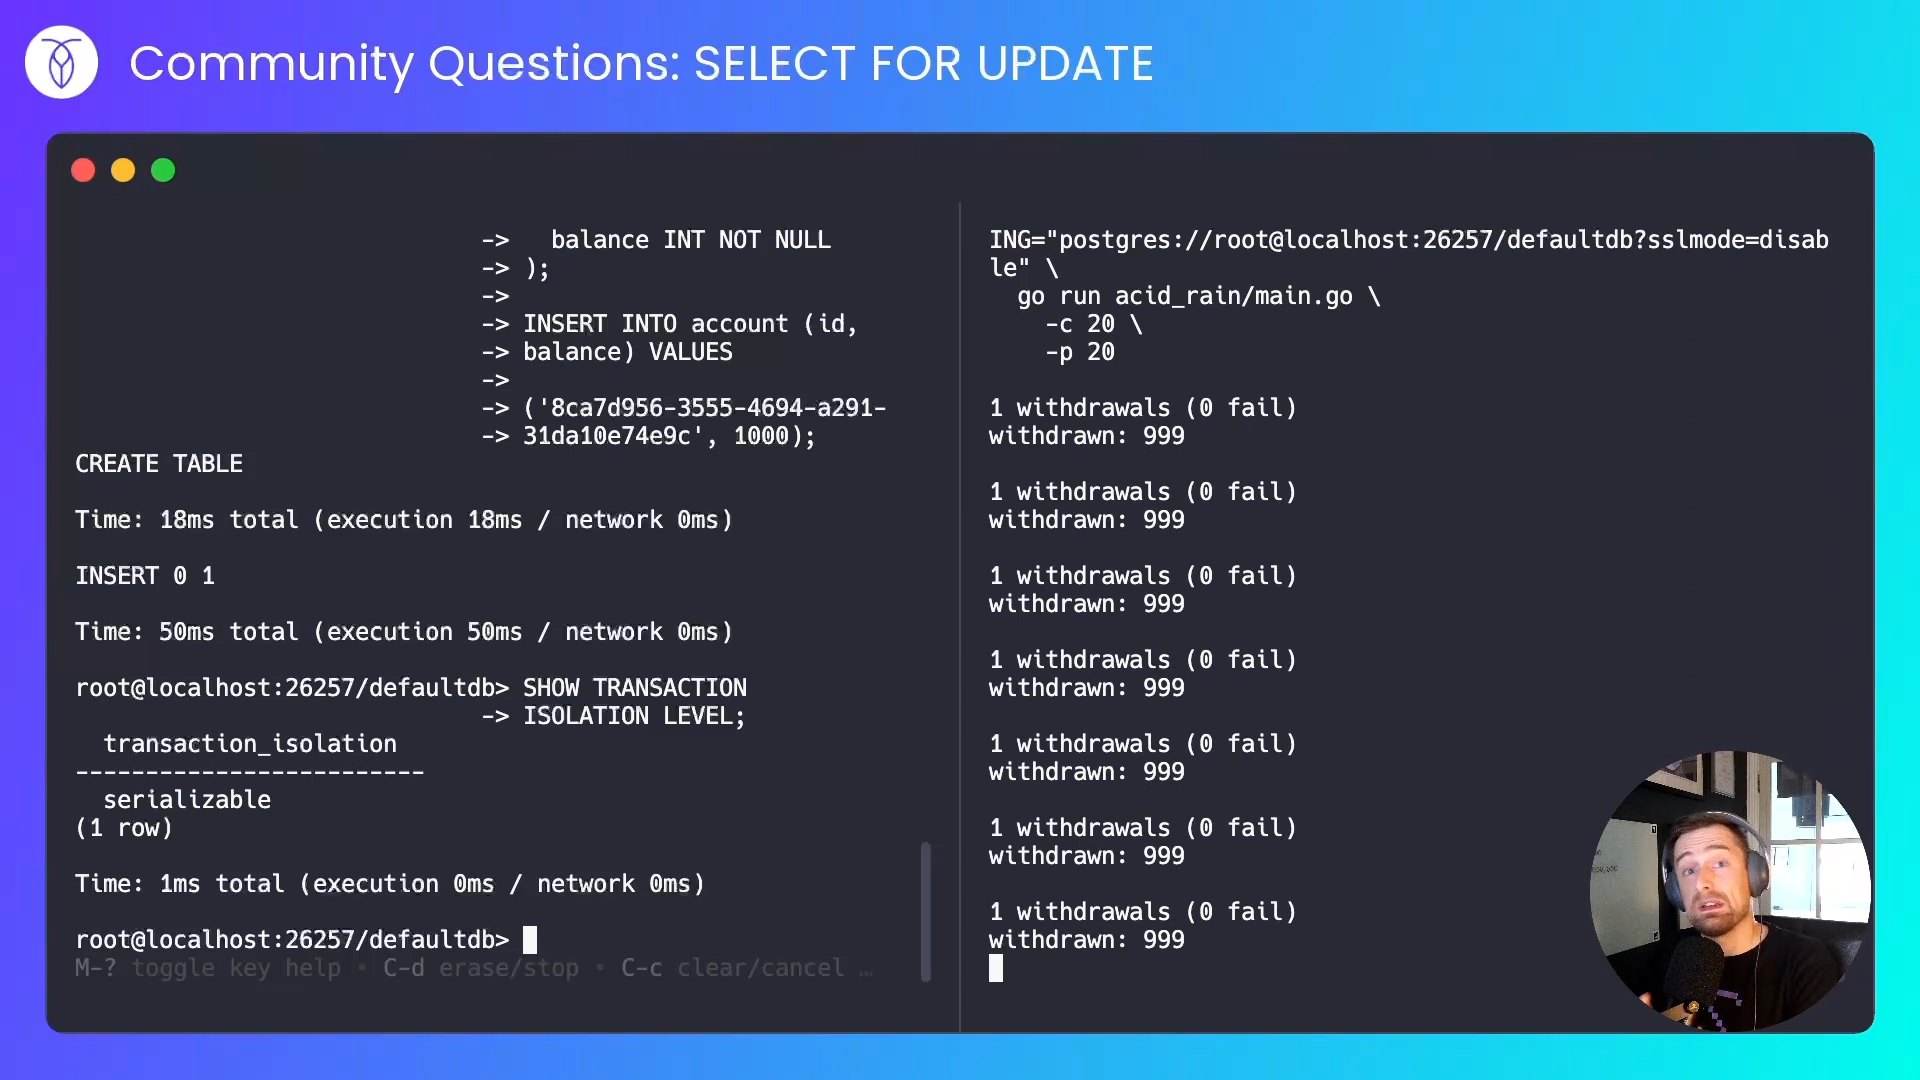 Community Questions: SELECT FOR UPDATE
-> balance INT NOT NULL
-> );
->
-> INSERT INTO account (id,
-> balance) VALUES
->
-> ('8ca7d956-3555-4694-a291-
-> 31da10e74e9c', 1000);
CREATE TABLE
Time: 18ms total (execution 18ms / network 0ms)
INSERT 0 1
Time: 50ms total (execution 50ms / network 0ms)
root@localhost:26257/defaultdb> SHOW TRANSACTION
-> ISOLATION LEVEL;
transaction_isolation
-------------------------
serializable
(1 row)
Time: 1ms total (execution 0ms / network 0ms)
root@localhost:26257/defaultdb>
M-? toggle key help • C-d erase/stop • C-c clear/cancel …
ING="postgres://root@localhost:26257/defaultdb?sslmode=disab
le" \
go run acid_rain/main.go \
-c 20 \
-p 20
1 withdrawals (0 fail)
withdrawn: 999
1 withdrawals (0 fail)
withdrawn: 999
1 withdrawals (0 fail)
withdrawn: 999
1 withdrawals (0 fail)
withdrawn: 999
1 withdrawals (0 fail)
withdrawn: 999
1 withdrawals (0 fail)
withdrawn: 999
1 withdrawals (0 fail)
withdrawn: 999